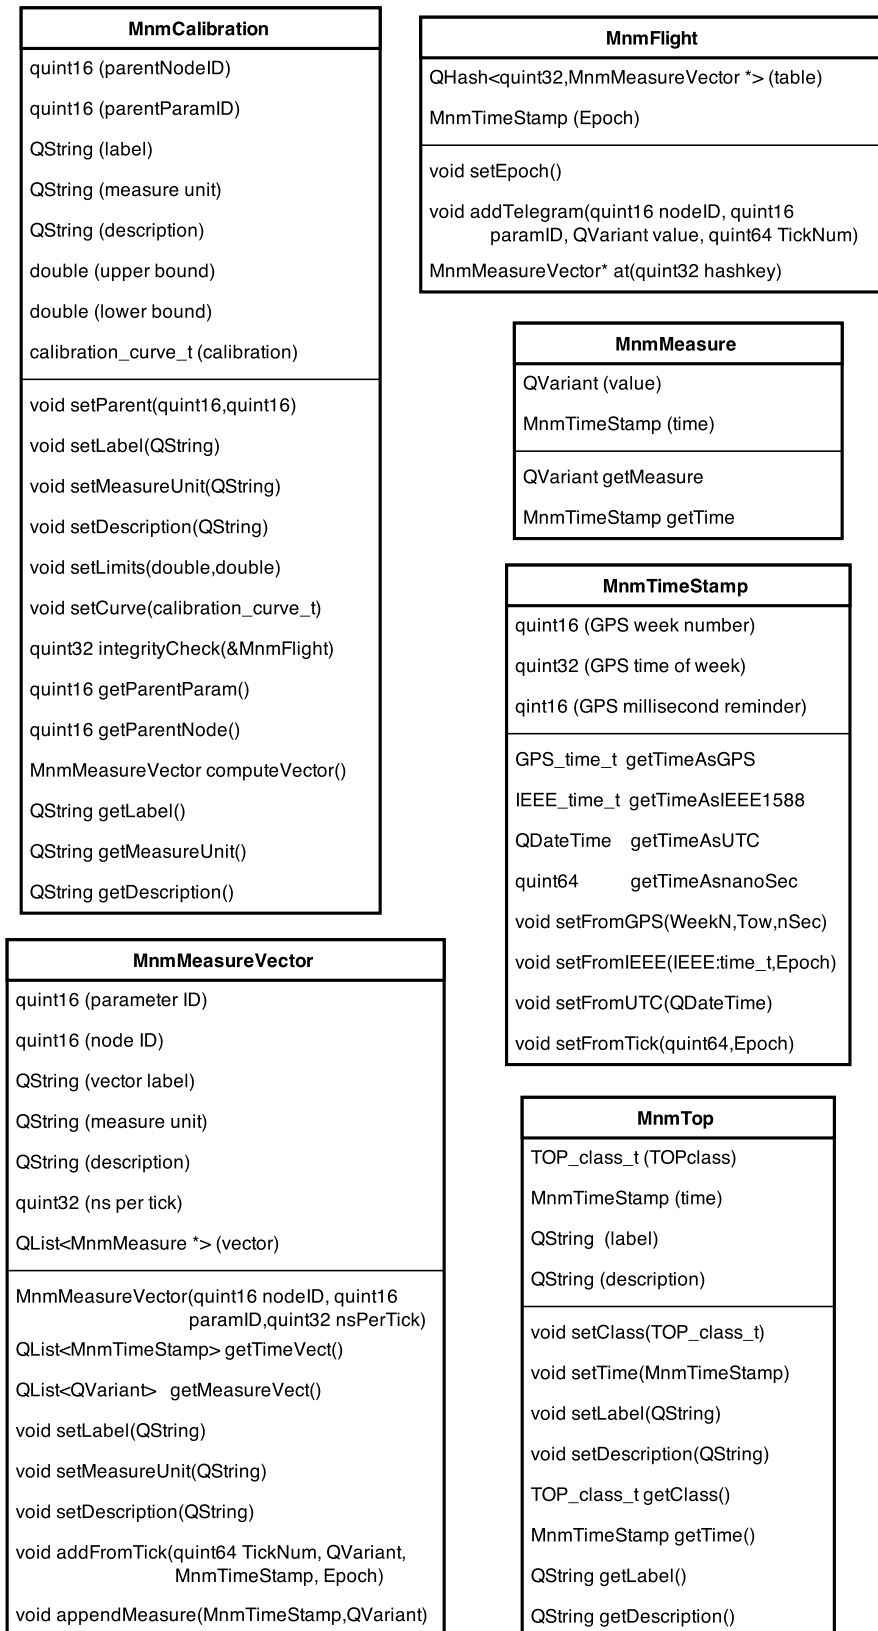 MnmCalibration
quint16 (parentNodeID)
quint16 (parentParamID)
QString (label)
QString (measure unit)
QString (description)
double (upper bound)
double (lower bound)
calibration_curve_t (calibration)
void setParent(quint16,quint16)
void setLabel(QString)
void setMeasureUnit(QString)
void setDescription(QString)
void setLimits(double,double)
void setCurve(calibration_curve_t)
quint32 integrityCheck(&MnmFlight)
quint16 getParentParam()
quint16 getParentNode()
MnmMeasureVector computeVector()
QString getLabel()
QString getMeasureUnit()
QString getDescription()
MnmFlight
QHash<quint32,MnmMeasureVector *> (table)
MnmTimeStamp (Epoch)
void setEpoch()
void addTelegram(quint16 nodeID, quint16
paramID, QVariant value, quint64 TickNum)
MnmMeasureVector* at(quint32 hashkey)
MnmMeasure
QVariant (value)
MnmTimeStamp (time)
QVariant getMeasure
MnmTimeStamp getTime
MnmTimeStamp
quint16 (GPS week number)
quint32 (GPS time of week)
qint16 (GPS millisecond reminder)
GPS_time_t getTimeAsGPS
IEEE_time_t getTimeAsIEEE1588
QDateTime getTimeAsUTC
quint64 getTimeAsnanoSec
void setFromGPS(WeekN,Tow,nSec)
void setFromIEEE(IEEE:time_t,Epoch)
void setFromUTC(QDateTime)
void setFromTick(quint64,Epoch)
MnmMeasureVector
quint16 (parameter ID)
quint16 (node ID)
QString (vector label)
QString (measure unit)
QString (description)
quint32 (ns per tick)
QList<MnmMeasure *> (vector)
MnmMeasureVector(quint16 nodeID, quint16
paramID,quint32 nsPerTick)
QList<MnmTimeStamp> getTimeVect()
QList<QVariant> getMeasureVect()
void setLabel(QString)
void setMeasureUnit(QString)
void setDescription(QString)
void addFromTick(quint64 TickNum, QVariant,
MnmTimeStamp, Epoch)
void appendMeasure(MnmTimeStamp,QVariant)
MnmTop
TOP_class_t (TOPclass)
MnmTimeStamp (time)
QString (label)
QString (description)
void setClass(TOP_class_t)
void setTime(MnmTimeStamp)
void setLabel(QString)
void setDescription(QString)
TOP_class_t getClass()
MnmTimeStamp getTime()
QString getLabel()
QString getDescription()